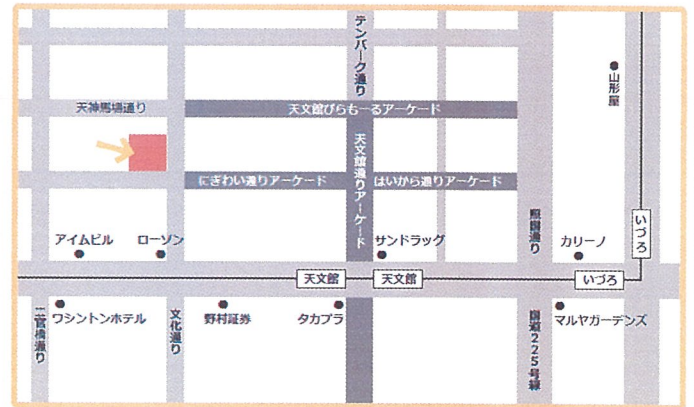 テンパーク通り
山形屋
天神馬場通り
天文館ぴらもーるアーケード
天文館通りアーケード
にぎわい通りアーケード
はいから通りアーケード
照国通り
いづろ
アイムビル
ローソン
サンドラッグ
カリーノ
天文館
天文館
いづろ
二官橋通り
ワシントンホテル
文化通り
野村証券
タカプラ
国道225号線
マルヤガーデンズ